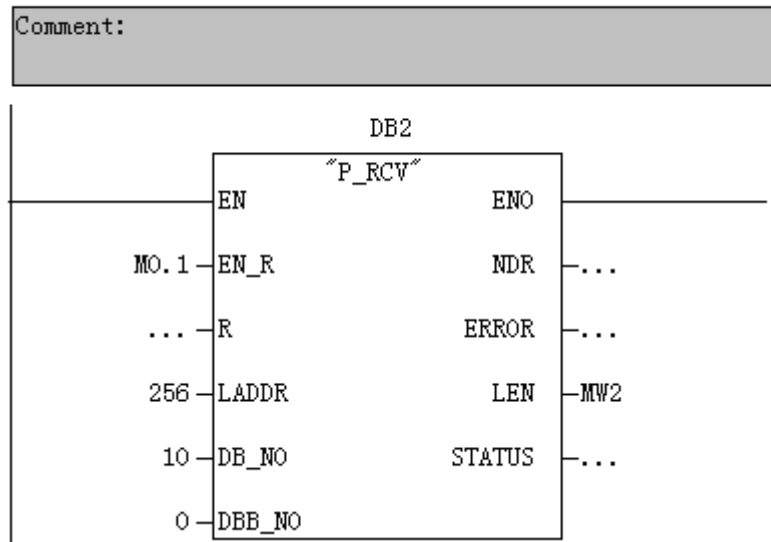 Comment:
DB2
"P_RCV"
EN ENO
M0.1 EN_R NDR ...
... R ERROR ...
256 LADDR LEN MW2
10 DB_NO STATUS ...
0 DBB_NO